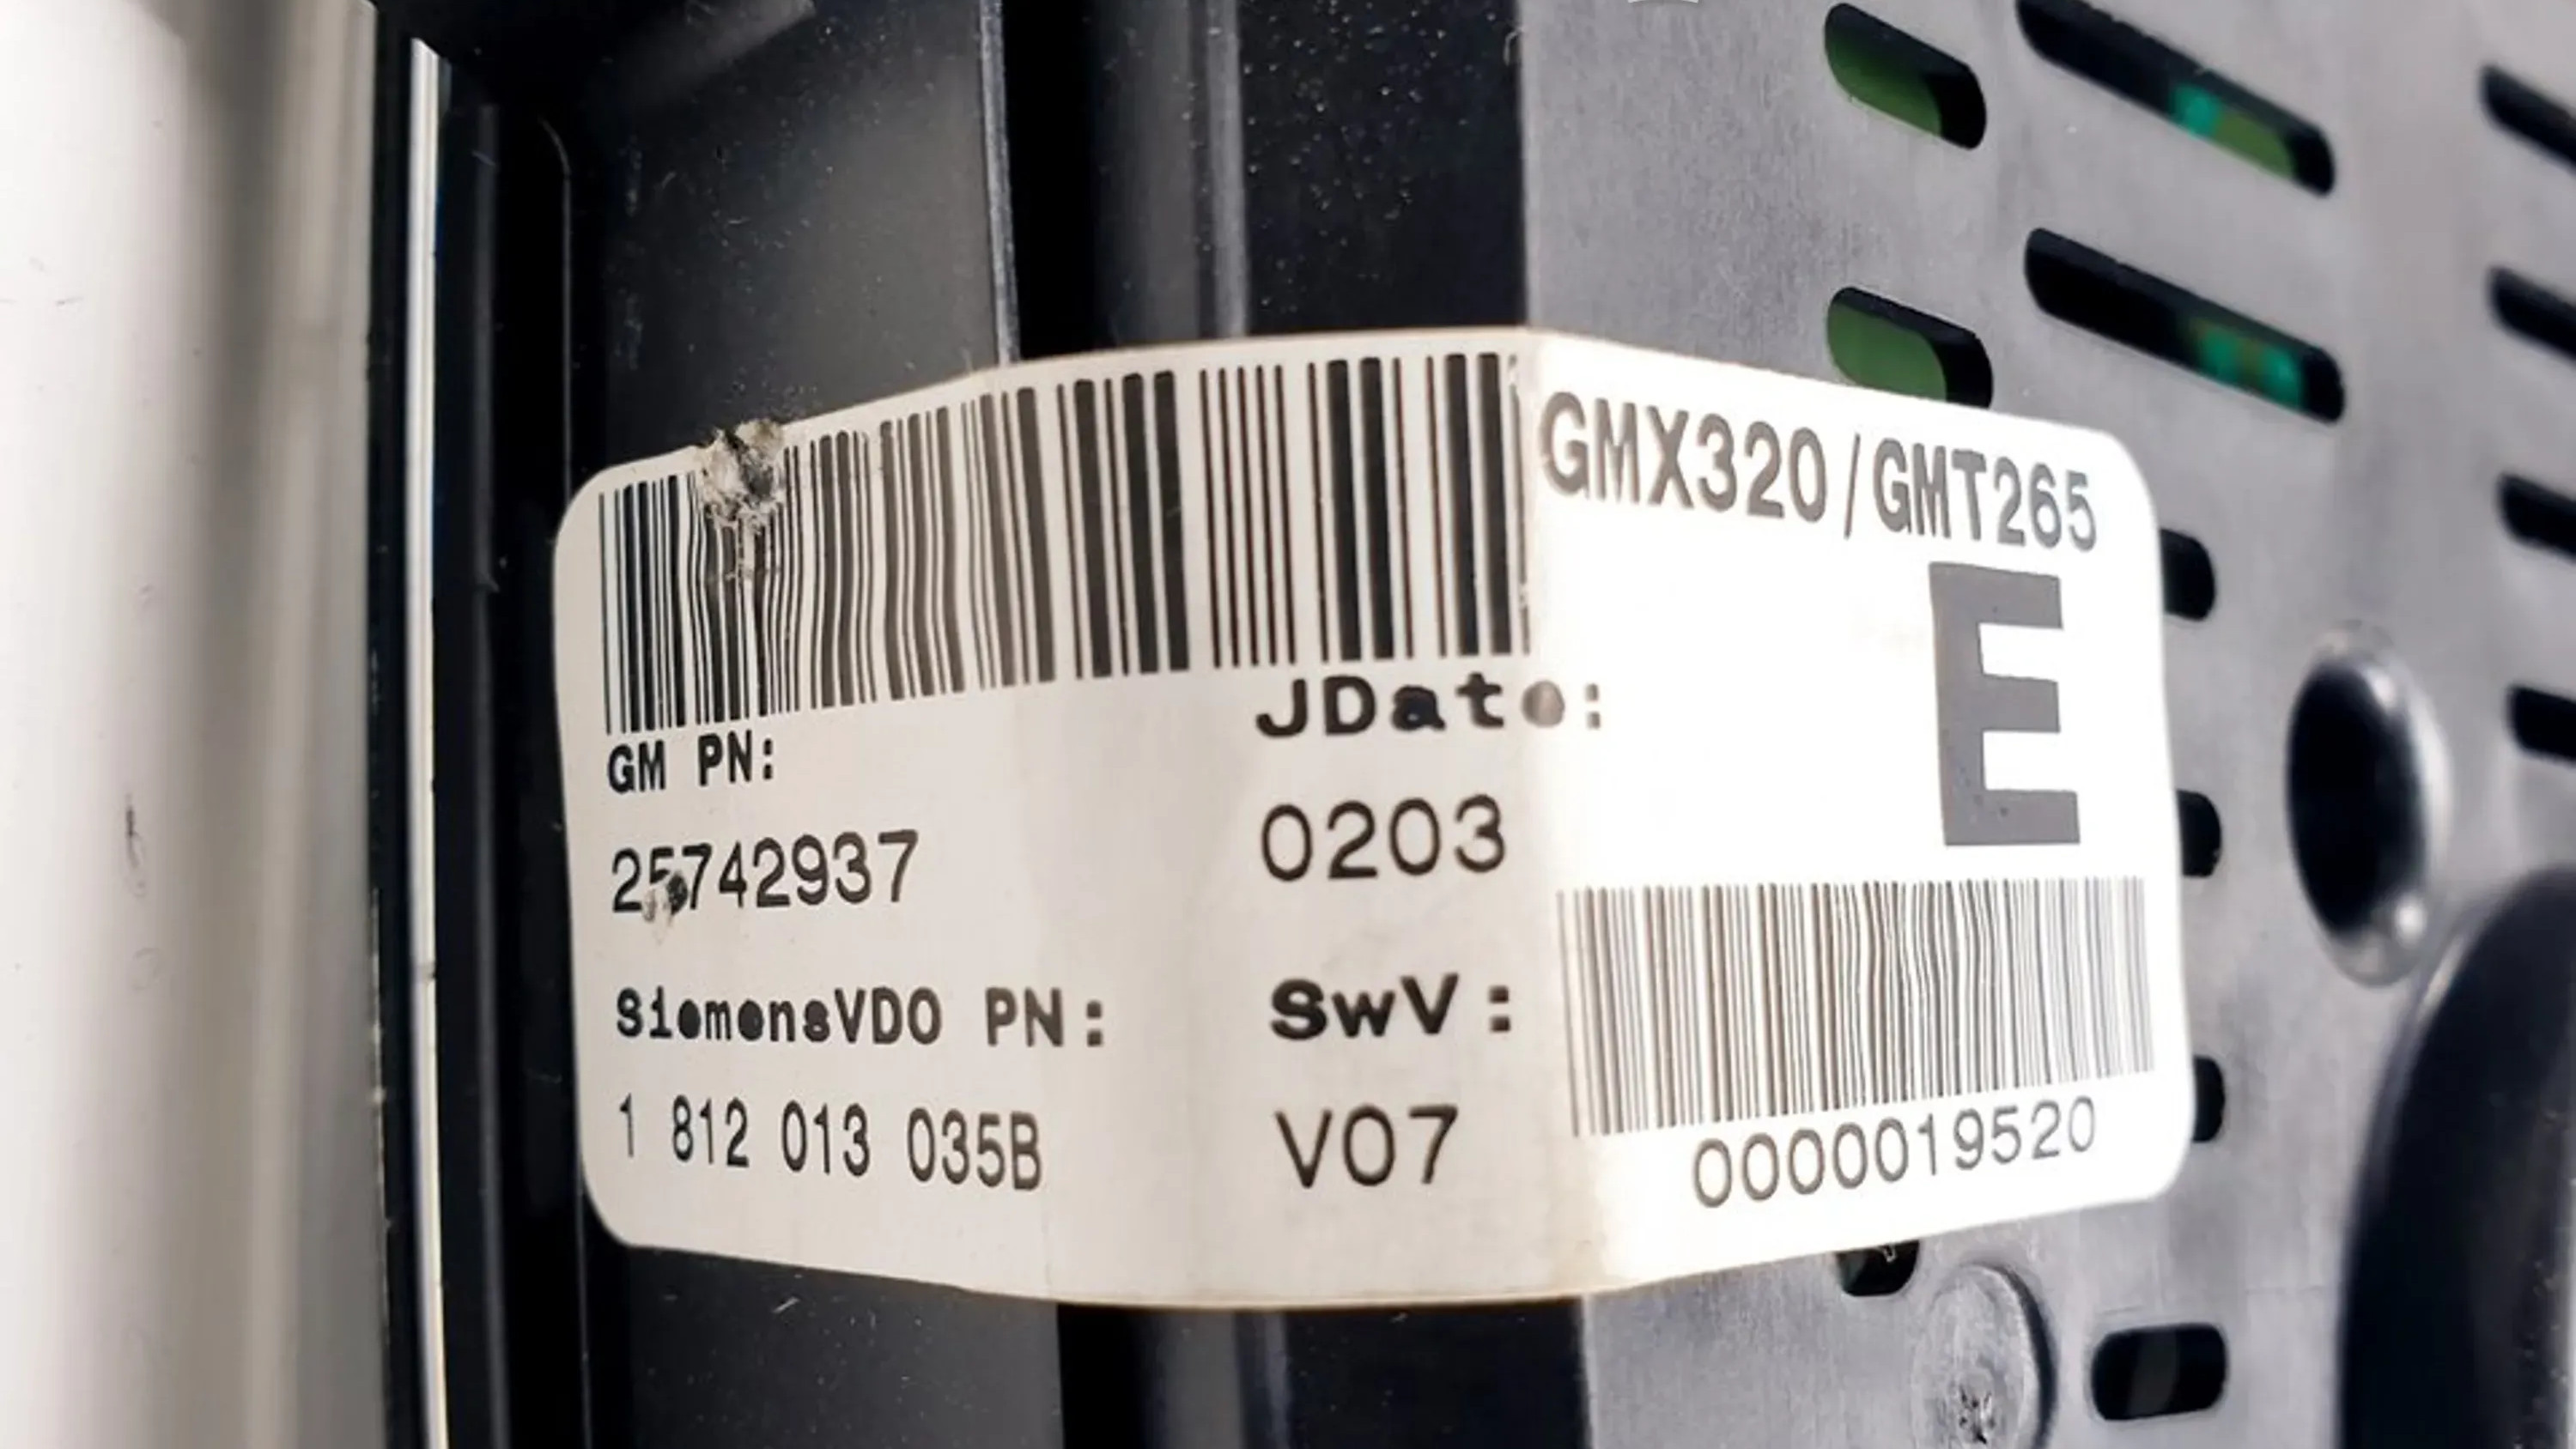 GMX320/GMT265
E
GM PN:
25742937
JDate:
0203
SiemensVDO PN:
1 812 013 035B
SwV:
V07
0000019520